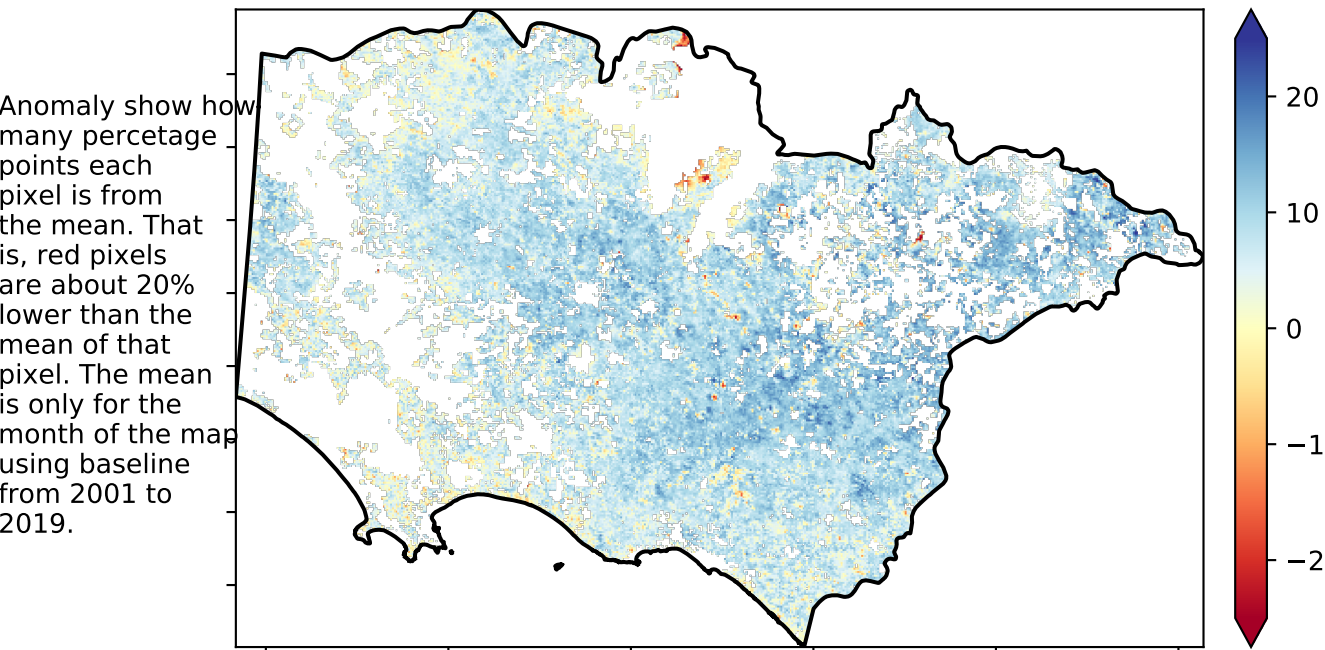 Anomaly show how
many percetage
points each
pixel is from
the mean. That
is, red pixels
are about 20%
lower than the
mean of that
pixel. The mean
is only for the
month of the map
using baseline
from 2001 to
2019.
20
10
0
−1
−2